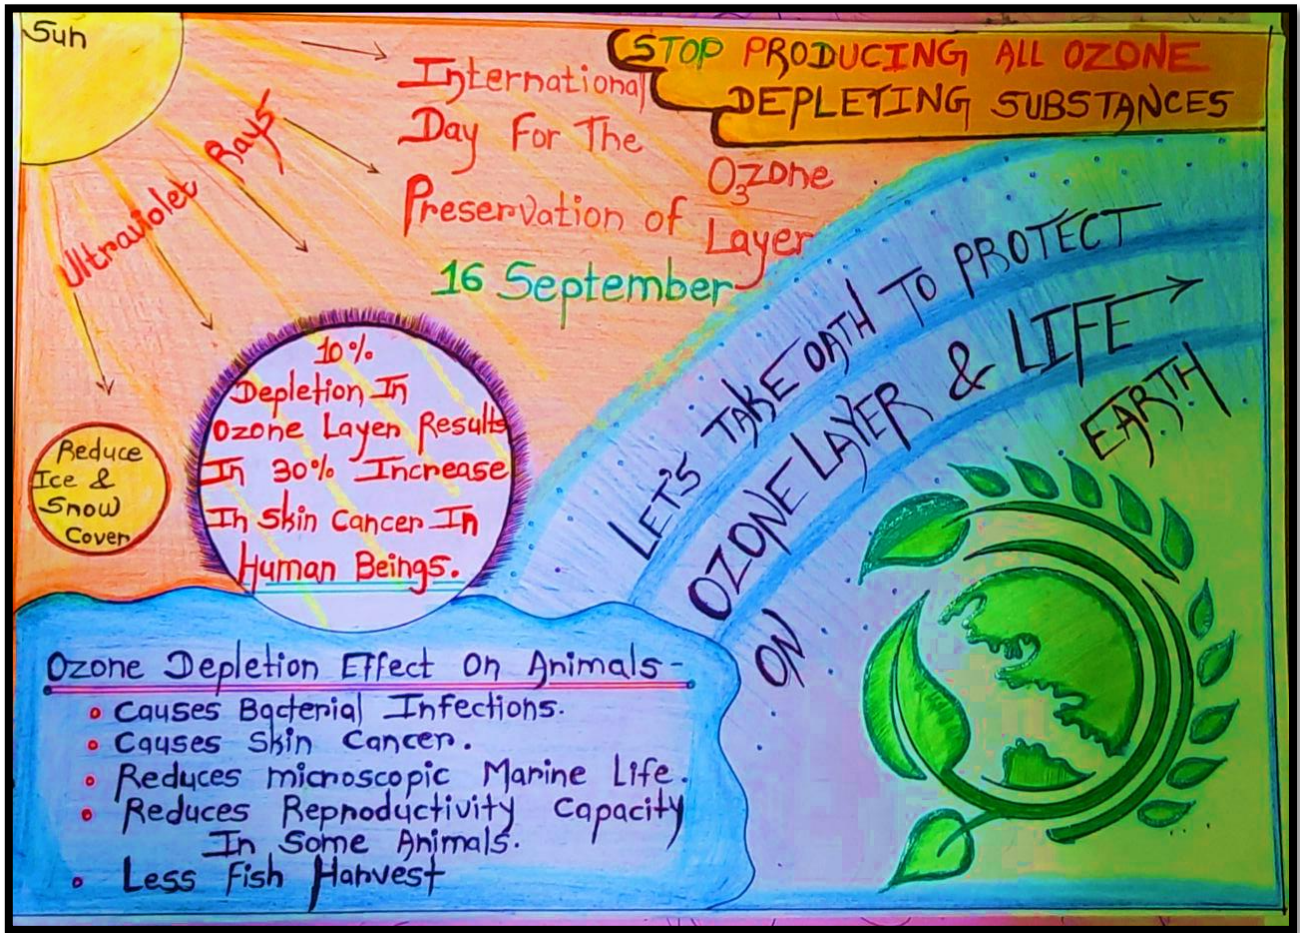 Sun
Ultraviolet Rays
International
Day For The
Preservation of
O3zone
Layer
16 September
STOP PRODUCING ALL OZONE
DEPLETING SUBSTANCES
LET'S TAKE OATH TO PROTECT
OZONE LAYER & LIFE
ON EARTH
10%
Depletion In
Ozone Layer Results
In 30% Increase
In Skin Cancer In
Human Beings.
Reduce
Ice &
Snow
Cover
Ozone Depletion Effect On Animals-
Causes Bacterial Infections.
Causes Skin Cancer.
Reduces microscopic Marine Life.
Reduces Reproductivity Capacity
In Some Animals.
Less Fish Harvest